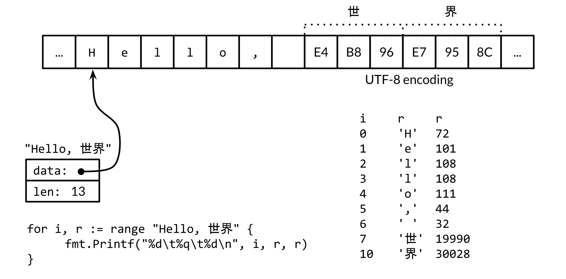 世 界
… H e l l o , E4 B8 96 E7 95 8C …
UTF-8 encoding
"Hello, 世界"
data:
len: 13
i r r
0 'H' 72
1 'e' 101
2 'l' 108
3 'l' 108
4 'o' 111
5 ',' 44
6 ' ' 32
7 '世' 19990
10 '界' 30028
for i, r := range "Hello, 世界" {
fmt.Printf("%d\t%q\t%d\n", i, r, r)
}